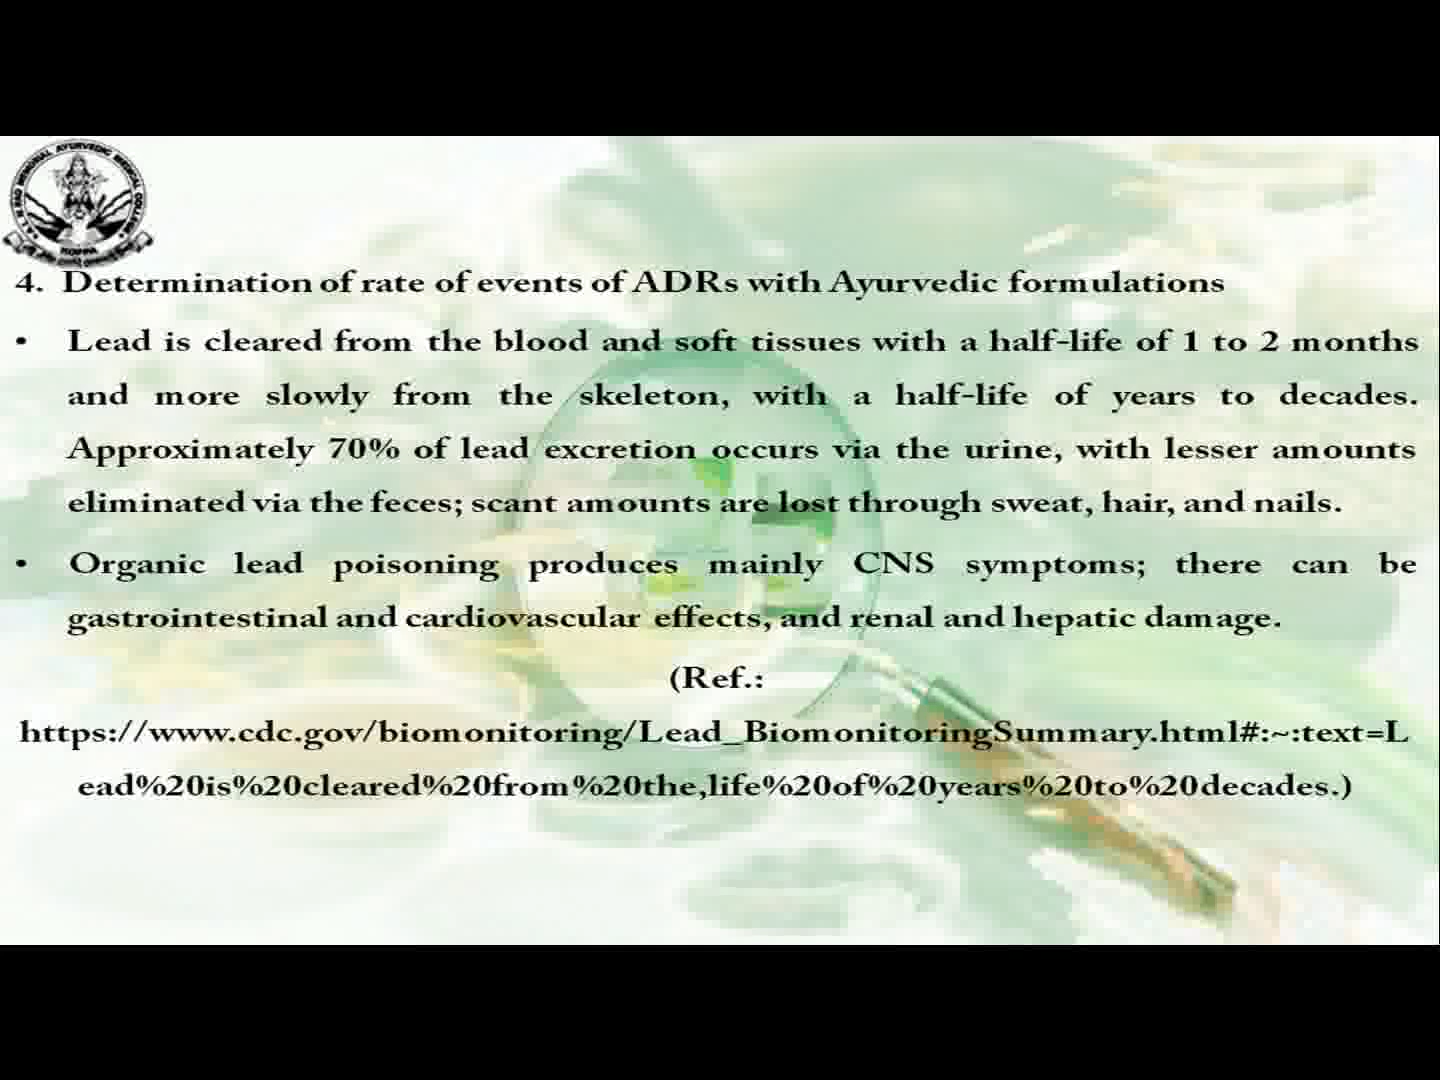 MEMORIAL AYURVEDIC MEDICAL COLLEGE
KOPPA
4. Determination of rate of events of ADRs with Ayurvedic formulations
• Lead is cleared from the blood and soft tissues with a half-life of 1 to 2 months
and more slowly from the skeleton, with a half-life of years to decades.
Approximately 70% of lead excretion occurs via the urine, with lesser amounts
eliminated via the feces; scant amounts are lost through sweat, hair, and nails.
• Organic lead poisoning produces mainly CNS symptoms; there can be
gastrointestinal and cardiovascular effects, and renal and hepatic damage.
(Ref.:
https://www.cdc.gov/biomonitoring/Lead_BiomonitoringSummary.html#:~:text=L
ead%20is%20cleared%20from%20the,life%20of%20years%20to%20decades.)